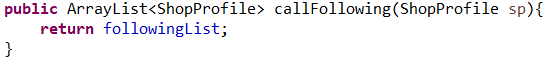 public ArrayList<ShopProfile> callFollowing(ShopProfile sp){
    return followingList;
}